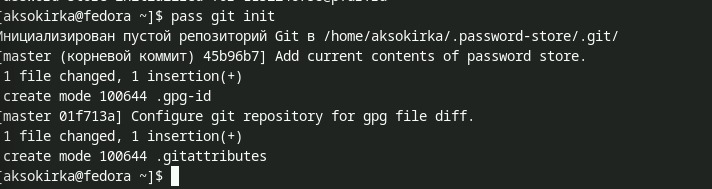 [aksokirka@fedora ~]$ pass git init
Инициализирован пустой репозиторий Git в /home/aksokirka/.password-store/.git/
[master (корневой коммит) 45b96b7] Add current contents of password store.
1 file changed, 1 insertion(+)
create mode 100644 .gpg-id
[master 01f713a] Configure git repository for gpg file diff.
1 file changed, 1 insertion(+)
create mode 100644 .gitattributes
[aksokirka@fedora ~]$